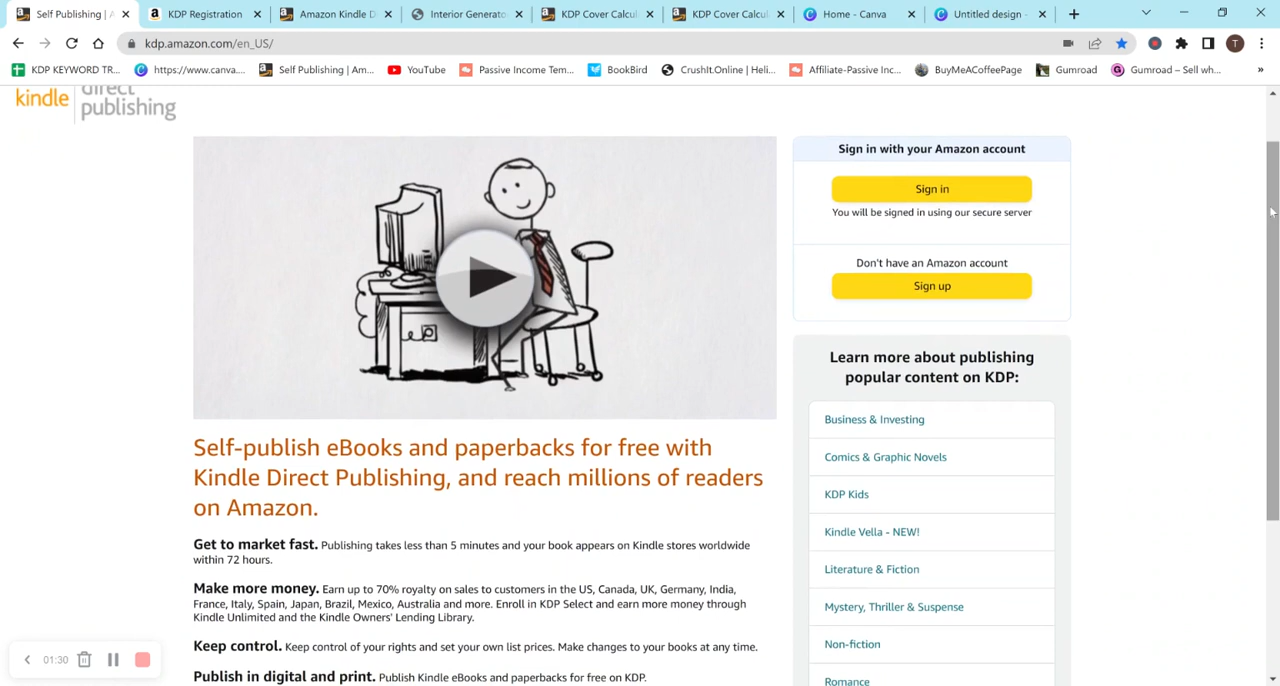 Self Publishing |
KDP Registration
Amazon Kindle D
Interior Generato
KDP Cover Calcul
KDP Cover Calcul
Home - Canva
Untitled design -
kdp.amazon.com/en_US/
T
KDP KEYWORD TR...
https://www.canva....
Self Publishing | Am...
YouTube
Passive Income Tem...
BookBird
CrushIt.Online | Heli...
Affiliate-Passive Inc...
BuyMeACoffeePage
Gumroad
Gumroad – Sell wh...
»
kindle direct
publishing
Sign in with your Amazon account
Sign in
You will be signed in using our secure server
Don't have an Amazon account
Sign up
Learn more about publishing
popular content on KDP:
Business & Investing
Comics & Graphic Novels
KDP Kids
Kindle Vella - NEW!
Literature & Fiction
Mystery, Thriller & Suspense
Non-fiction
Romance
Self-publish eBooks and paperbacks for free with
Kindle Direct Publishing, and reach millions of readers
on Amazon.
Get to market fast. Publishing takes less than 5 minutes and your book appears on Kindle stores worldwide
within 72 hours.
Make more money. Earn up to 70% royalty on sales to customers in the US, Canada, UK, Germany, India,
France, Italy, Spain, Japan, Brazil, Mexico, Australia and more. Enroll in KDP Select and earn more money through
Kindle Unlimited and the Kindle Owners' Lending Library.
Keep control. Keep control of your rights and set your own list prices. Make changes to your books at any time.
Publish in digital and print. Publish Kindle eBooks and paperbacks for free on KDP.
01:30